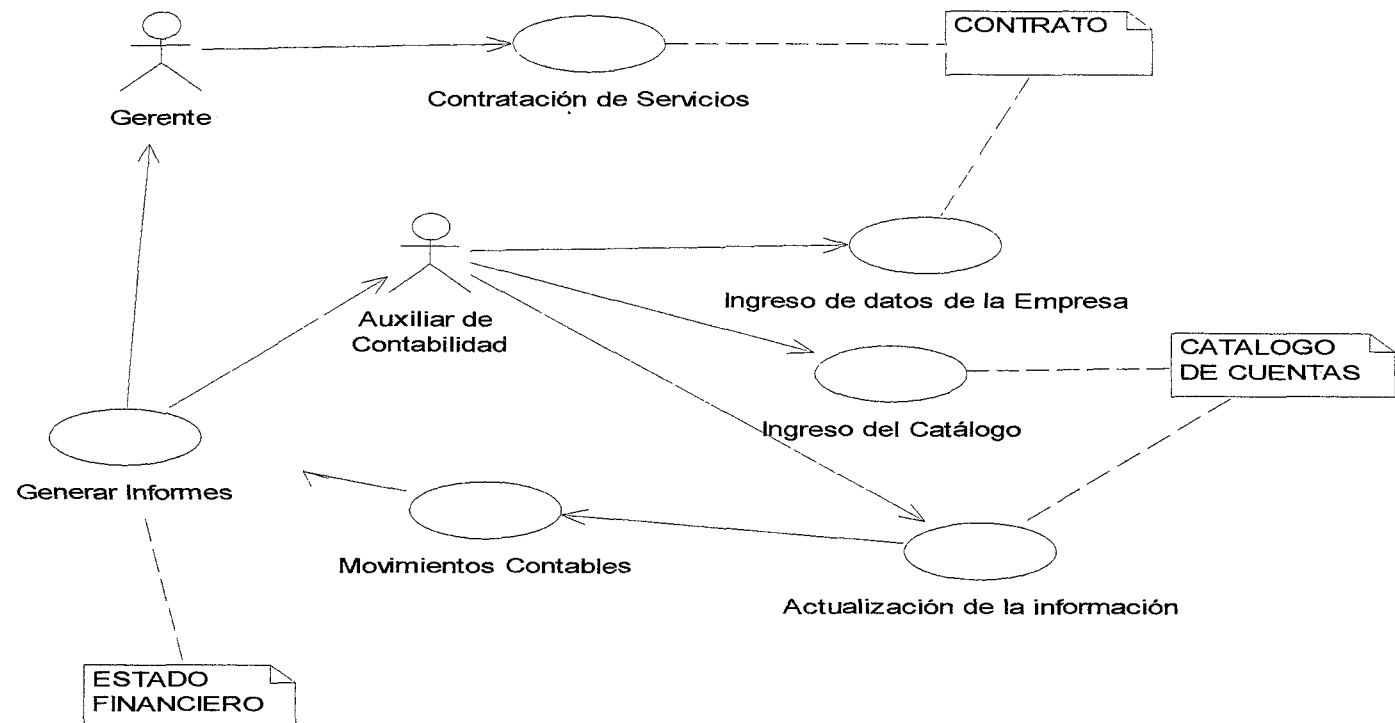 CONTRATO
Contratación de Servicios
Gerente
Ingreso de datos de la Empresa
Auxiliar de
Contabilidad
CATALOGO
DE CUENTAS
Ingreso del Catálogo
Generar Informes
Movimientos Contables
Actualización de la información
ESTADO
FINANCIERO